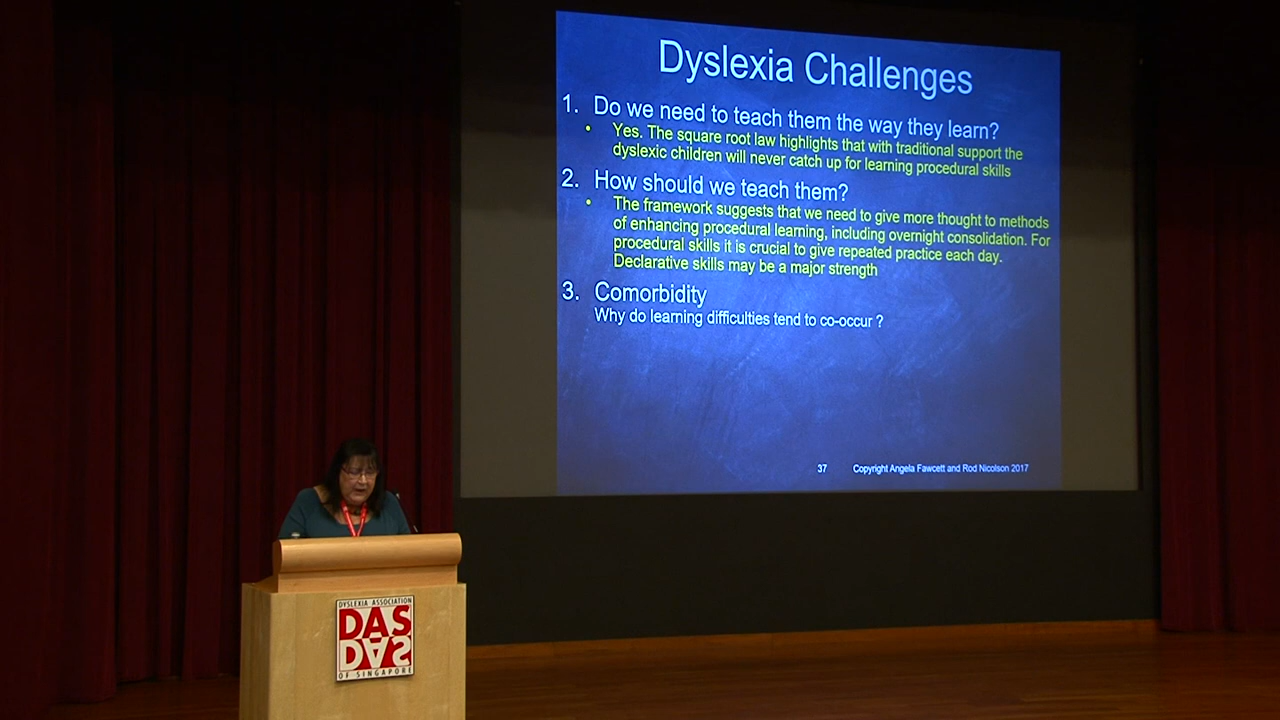 Dyslexia Challenges
1. Do we need to teach them the way they learn?
• Yes. The square root law highlights that with traditional support the
dyslexic children will never catch up for learning procedural skills
2. How should we teach them?
• The framework suggests that we need to give more thought to methods
of enhancing procedural learning, including overnight consolidation. For
procedural skills it is crucial to give repeated practice each day.
Declarative skills may be a major strength
3. Comorbidity
Why do learning difficulties tend to co-occur ?
37 Copyright Angela Fawcett and Rod Nicolson 2017
DYSLEXIA ASSOCIATION
DAS
DAS
OF SINGAPORE